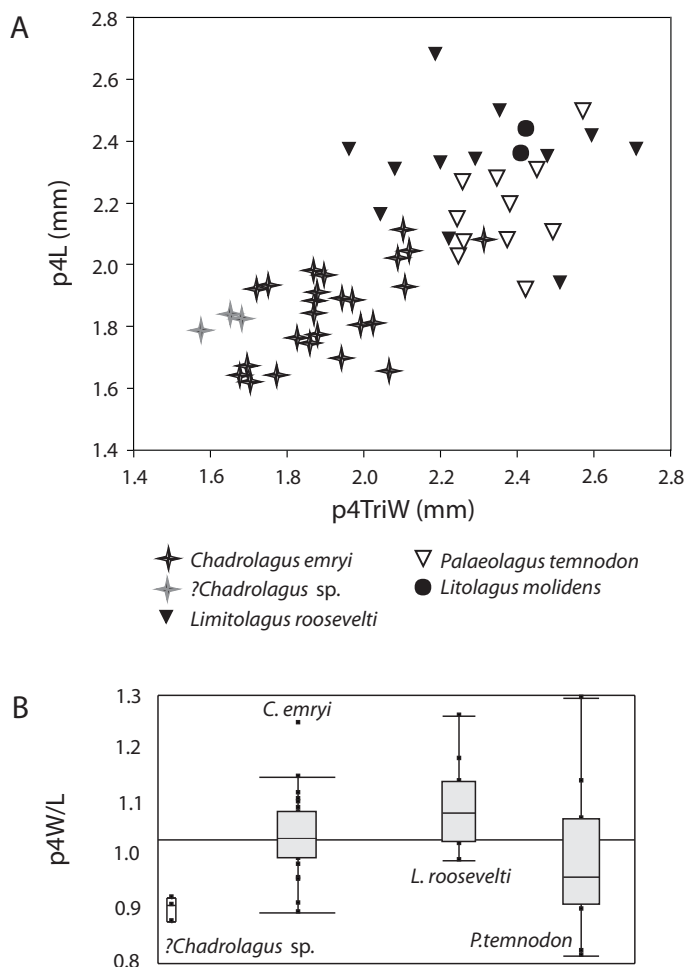 A
2.8
2.6
2.4
2.2
2.0
1.8
1.6
1.4
p4L (mm)
1.4 1.6 1.8 2.0 2.2 2.4 2.6 2.8
p4TriW (mm)
Chadrolagus emryi
?Chadrolagus sp.
Limitolagus roosevelti
Palaeolagus temnodon
Litolagus molidens
B
1.3
1.2
1.1
1.0
0.9
0.8
p4W/L
C. emryi
L. roosevelti
?Chadrolagus sp.
P.temnodon